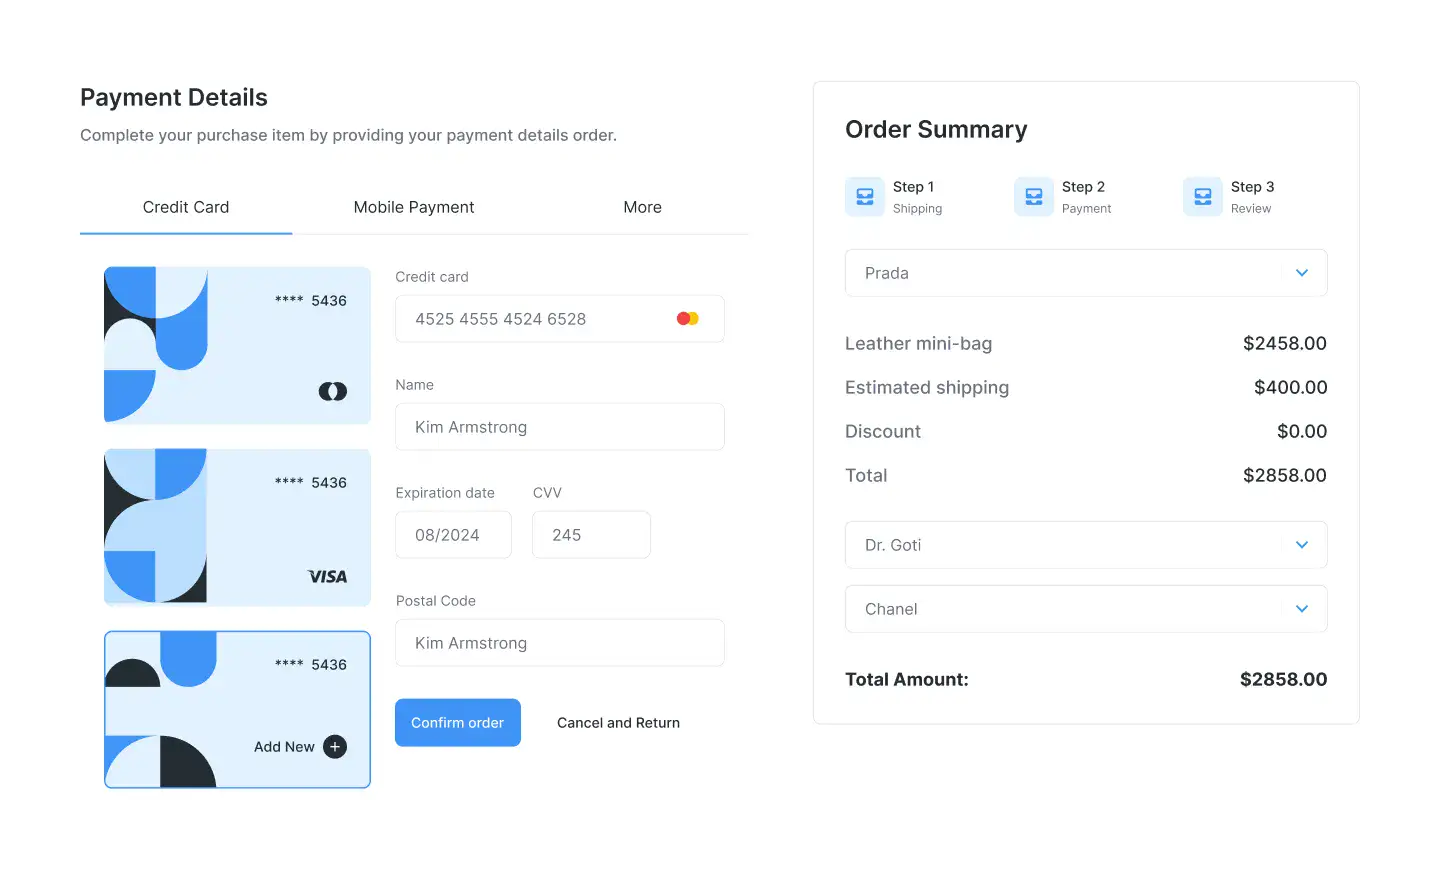 Payment Details
Complete your purchase item by providing your payment details order.
Credit Card
Mobile Payment
More
**** 5436
**** 5436
VISA
**** 5436
Add New
Credit card
4525 4555 4524 6528
Name
Kim Armstrong
Expiration date
CVV
08/2024
245
Postal Code
Kim Armstrong
Confirm order
Cancel and Return
Order Summary
Step 1
Shipping
Step 2
Payment
Step 3
Review
Prada
Leather mini-bag $2458.00
Estimated shipping $400.00
Discount $0.00
Total $2858.00
Dr. Goti
Chanel
Total Amount: $2858.00